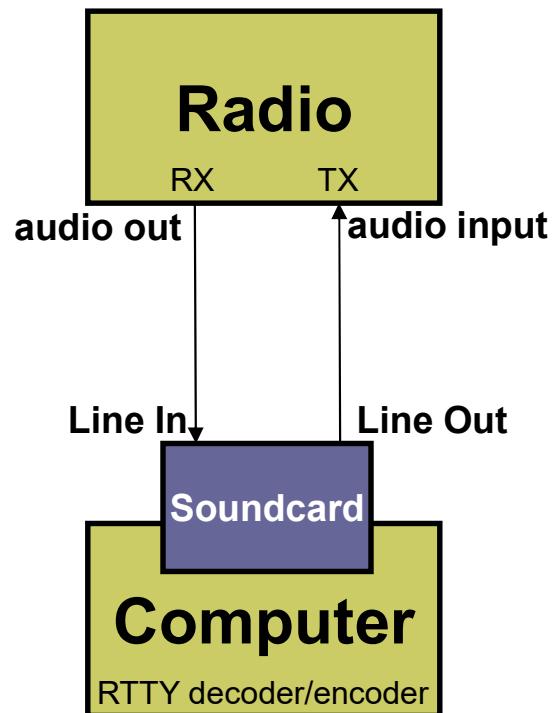 Radio
RX TX
audio out audio input
Line In Line Out
Soundcard
Computer
RTTY decoder/encoder